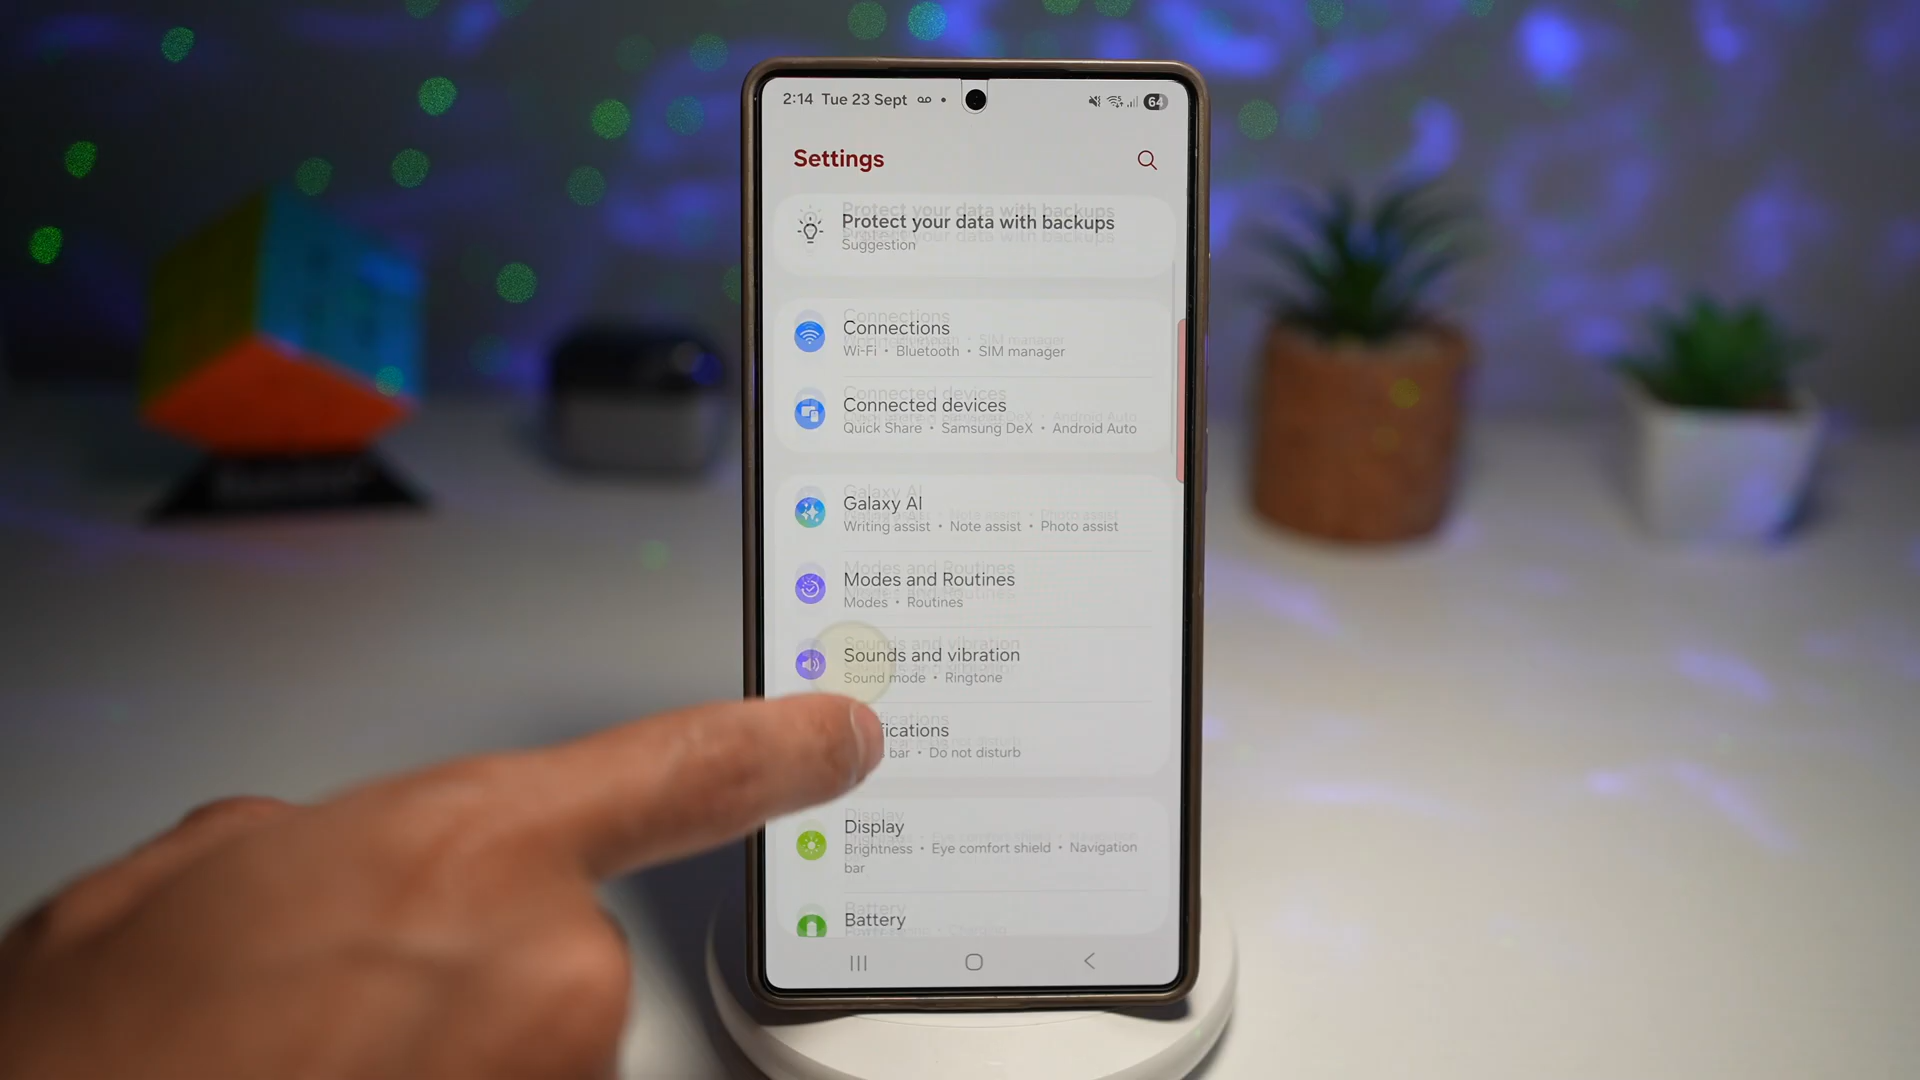 2:14 Tue 23 Sept 64
Settings
Protect your data with backups
Suggestion
Connections
Wi-Fi • Bluetooth • SIM manager
Connected devices
Quick Share • Samsung DeX • Android Auto
Galaxy AI
Writing assist • Note assist • Photo assist
Modes and Routines
Modes • Routines
Sounds and vibration
Sound mode • Ringtone
fications
bar • Do not disturb
Display
Brightness • Eye comfort shield • Navigation
bar
Battery